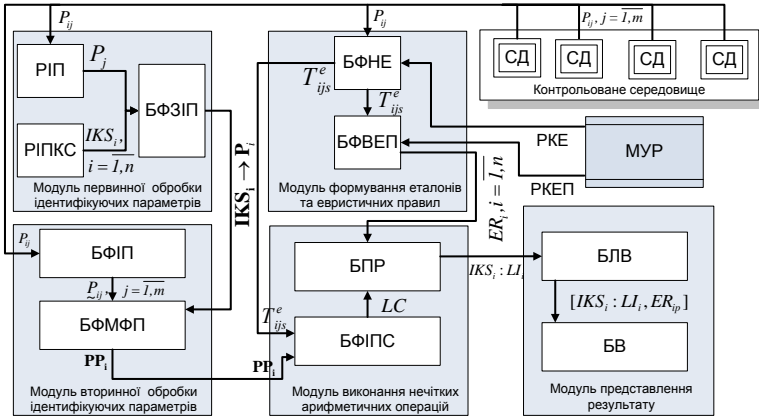 P_ij
P_ij
P_ij, j = 1,m
СД СД СД СД
Контрольоване середовище
РІП
P_j
РІПКС
IKS_i,
i = 1,n
БФЗІП
Модуль первинної обробки
ідентифікуючих параметрів
IKS_i → P_i
БФНЕ
T^e_ijs
T^e_ijs
БФВЕП
Модуль формування еталонів
та евристичних правил
РКЕ
РКЕП
МУР
ER_i, i = 1,n
P_ij
БФІП
P_ij, j = 1,m
БФМФП
PP_i
Модуль вторинної обробки
ідентифікуючих параметрів
БПР
LC
T^e_ijs
БФІПС
PP_i
Модуль виконання нечітких
арифметичних операцій
IKS_i : LI_i
БЛВ
[IKS_i : LI_i, ER_ip]
БВ
Модуль представлення
результату